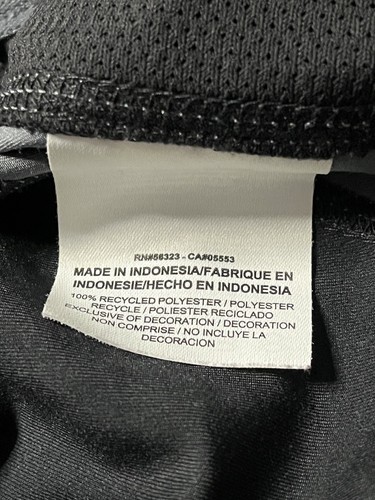 RN#56323 - CA#05553
MADE IN INDONESIA/FABRIQUE EN
INDONESIE/HECHO EN INDONESIA
100% RECYCLED POLYESTER / POLYESTER
RECYCLE / POLIESTER RECICLADO
EXCLUSIVE OF DECORATION / DECORATION
NON COMPRISE / NO INCLUYE LA
DECORACION